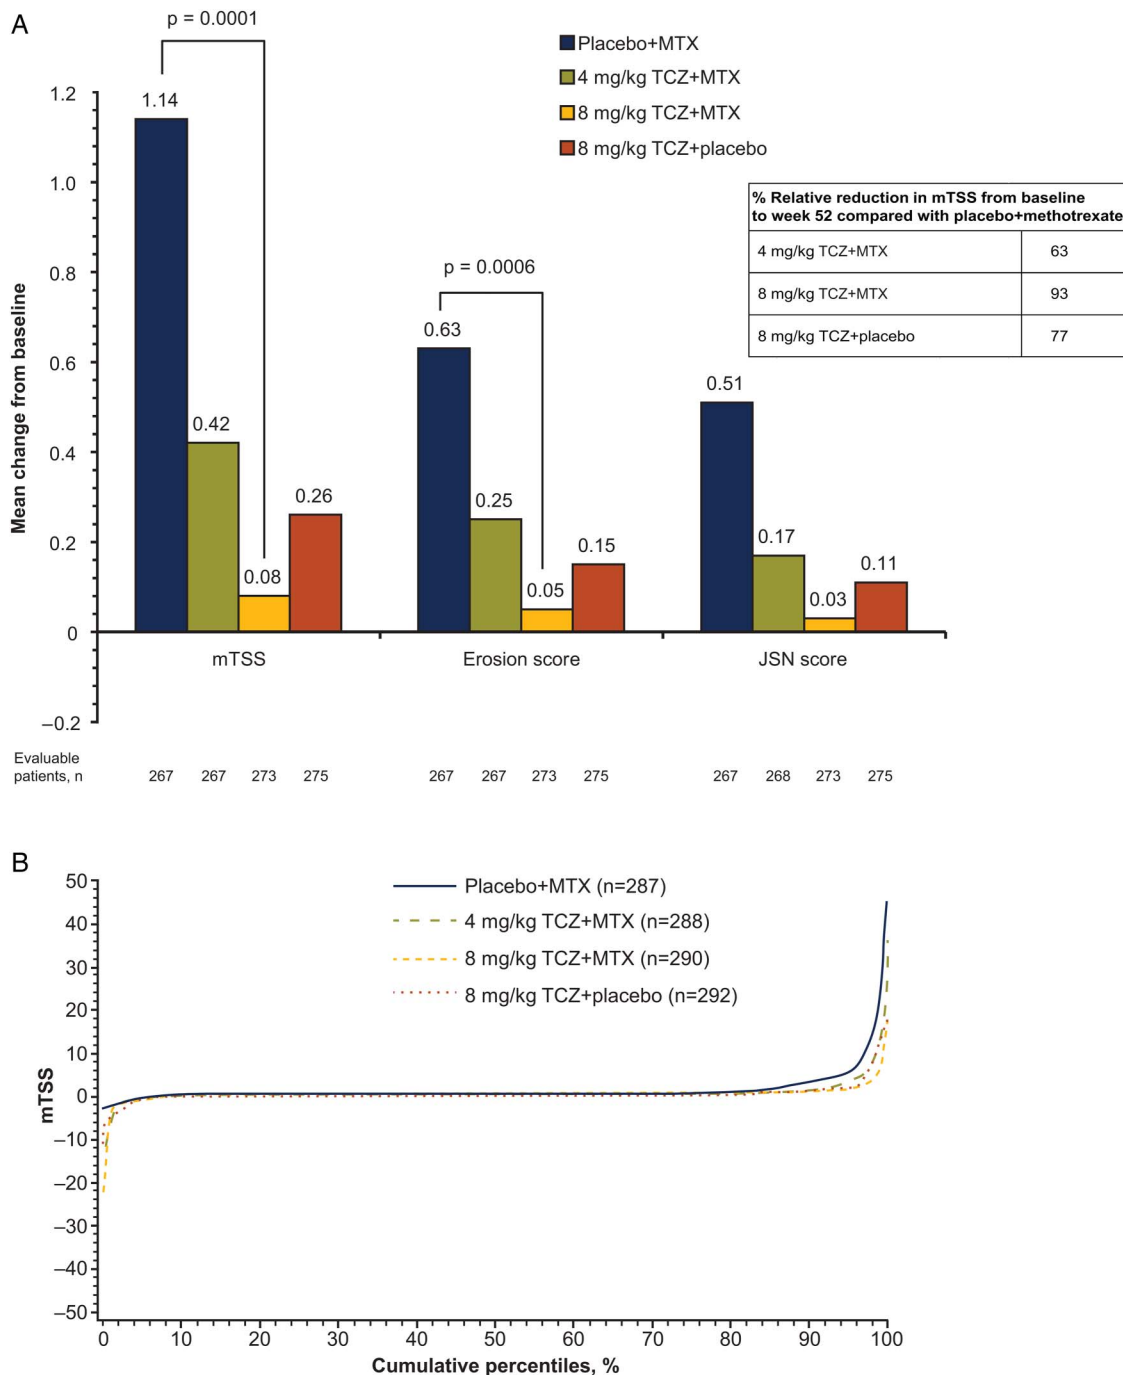 A
p = 0.0001
Placebo+MTX
4 mg/kg TCZ+MTX
8 mg/kg TCZ+MTX
8 mg/kg TCZ+placebo
% Relative reduction in mTSS from baseline
to week 52 compared with placebo+methotrexate
4 mg/kg TCZ+MTX 63
8 mg/kg TCZ+MTX 93
8 mg/kg TCZ+placebo 77
Mean change from baseline
1.2
1.0
0.8
0.6
0.4
0.2
0
–0.2
1.14
0.42
0.08
0.26
p = 0.0006
0.63
0.25
0.05
0.15
0.51
0.17
0.03
0.11
mTSS
Erosion score
JSN score
Evaluable
patients, n
267 267 273 275
267 267 273 275
267 268 273 275
B
Placebo+MTX (n=287)
4 mg/kg TCZ+MTX (n=288)
8 mg/kg TCZ+MTX (n=290)
8 mg/kg TCZ+placebo (n=292)
mTSS
50
40
30
20
10
0
–10
–20
–30
–40
–50
0 10 20 30 40 50 60 70 80 90 100
Cumulative percentiles, %